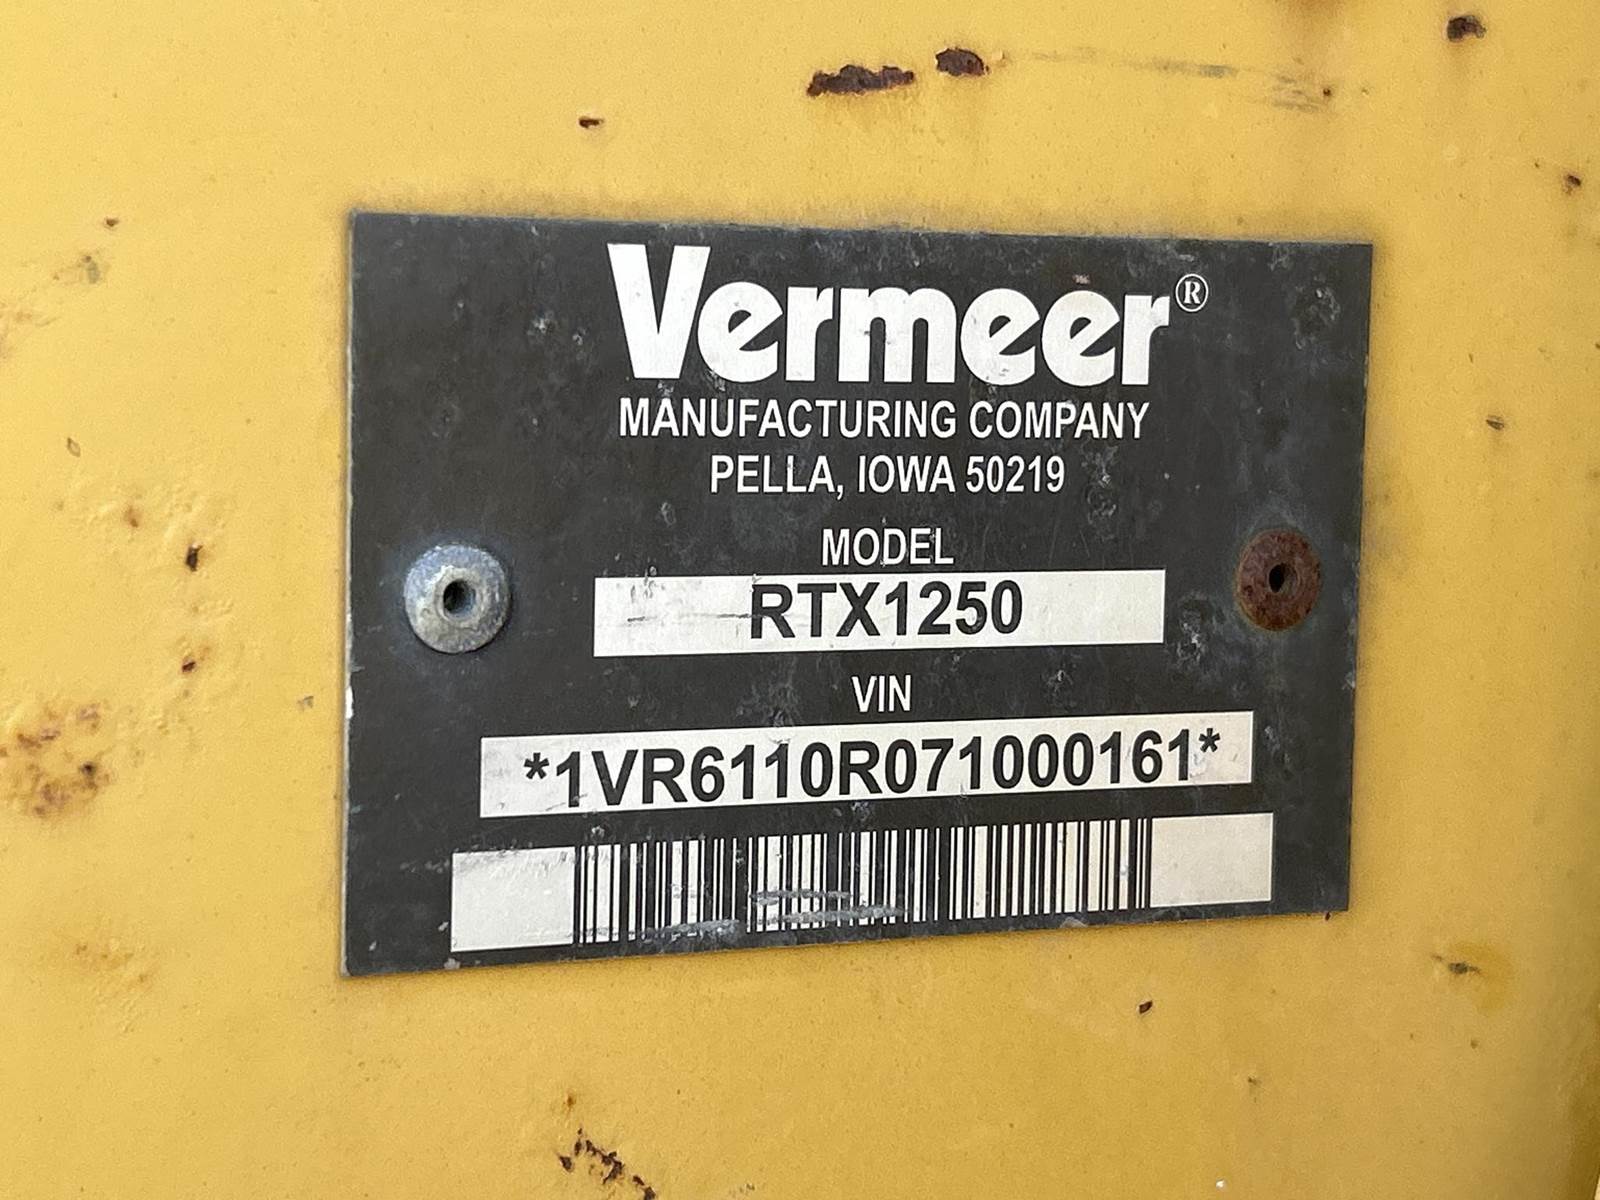 Vermeer®
MANUFACTURING COMPANY
PELLA, IOWA 50219
MODEL
RTX1250
VIN
*1VR6110R071000161*